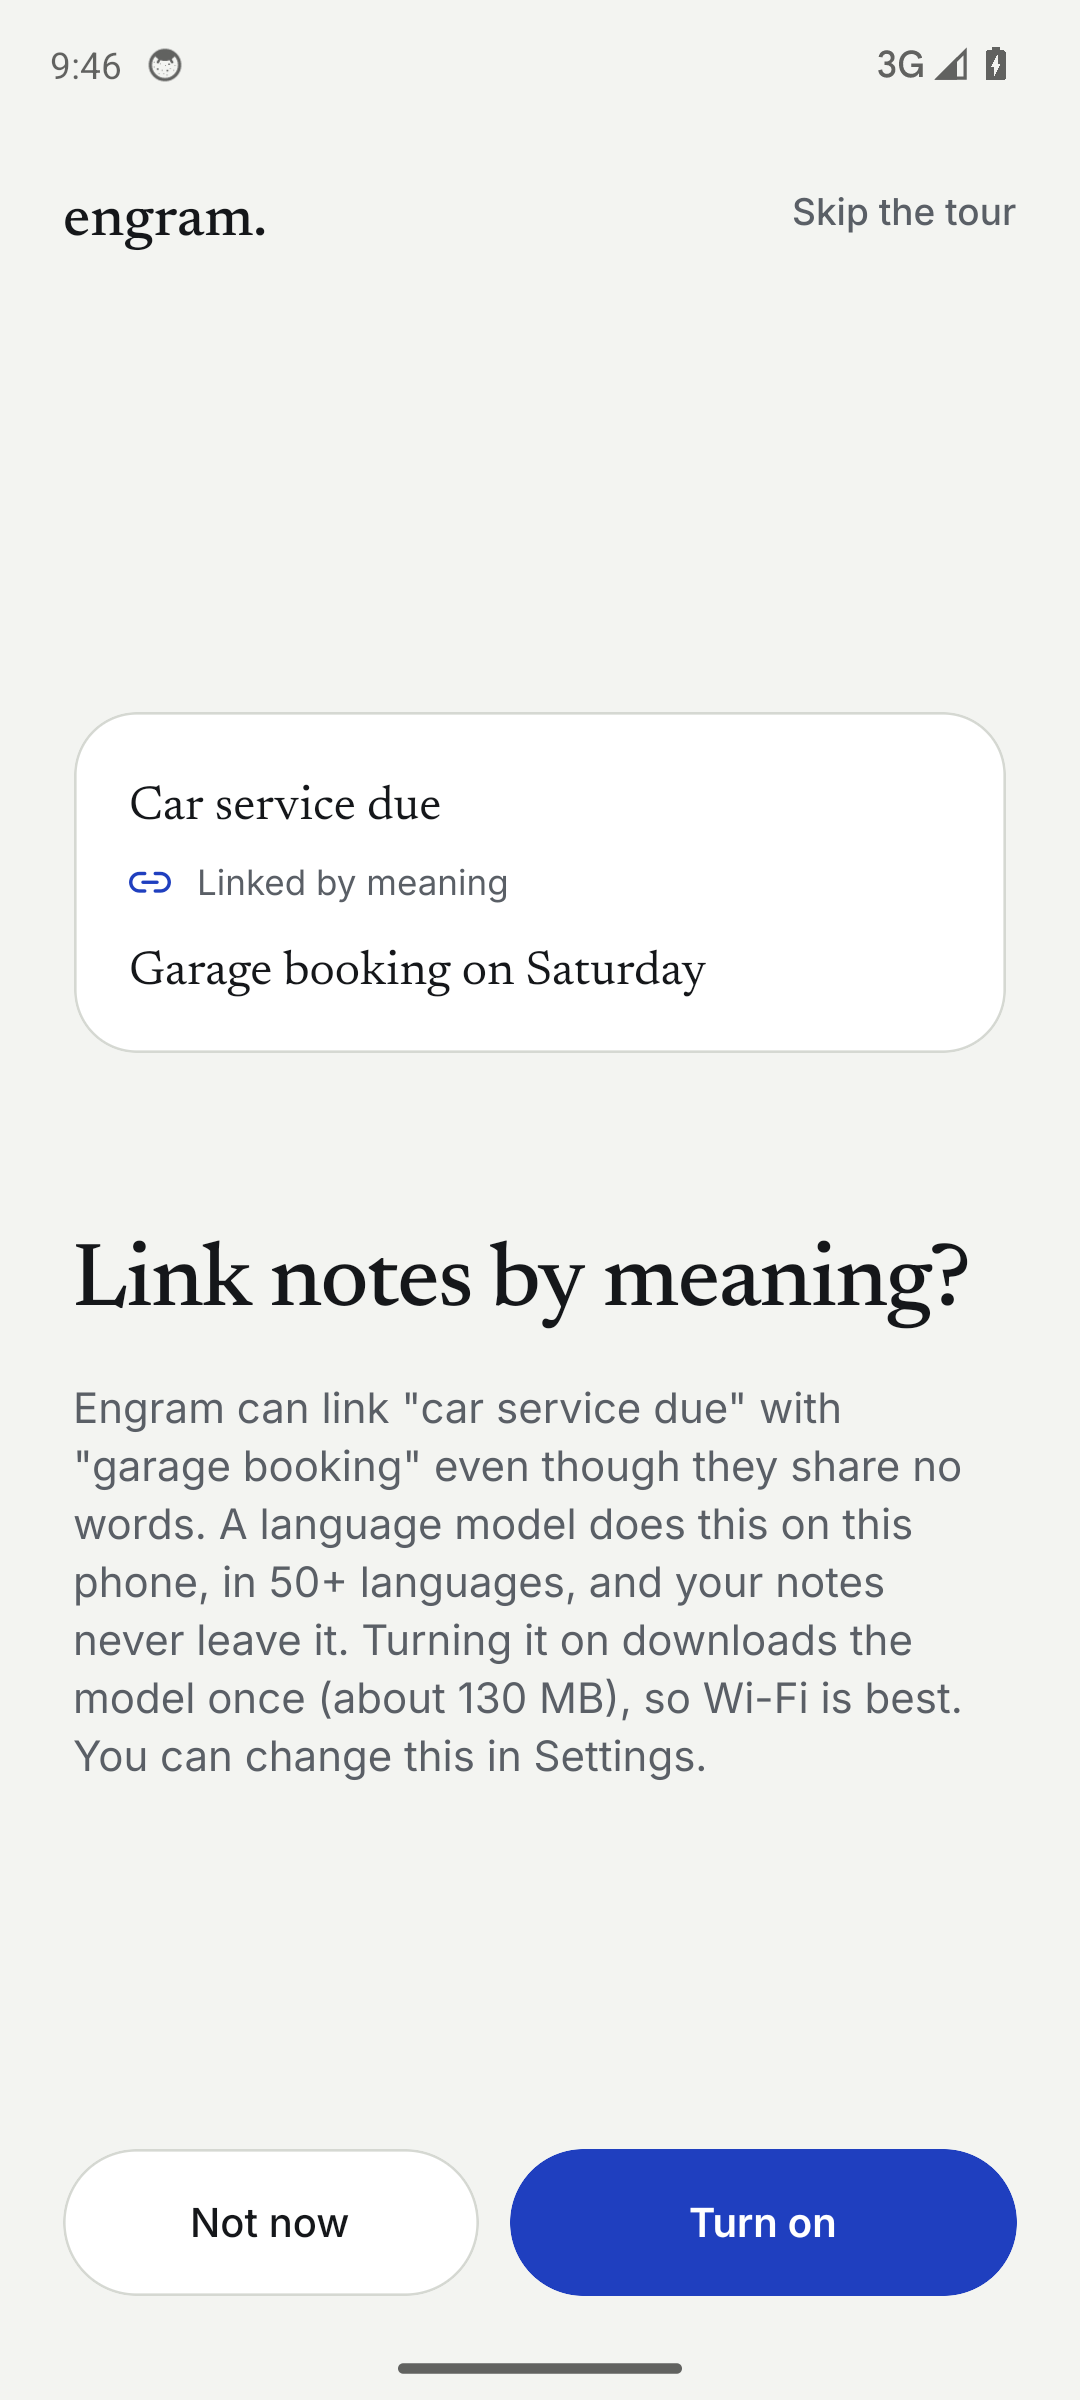 9:46
3G
engram.
Skip the tour
Car service due
Linked by meaning
Garage booking on Saturday
Link notes by meaning?
Engram can link "car service due" with
"garage booking" even though they share no
words. A language model does this on this
phone, in 50+ languages, and your notes
never leave it. Turning it on downloads the
model once (about 130 MB), so Wi-Fi is best.
You can change this in Settings.
Not now
Turn on